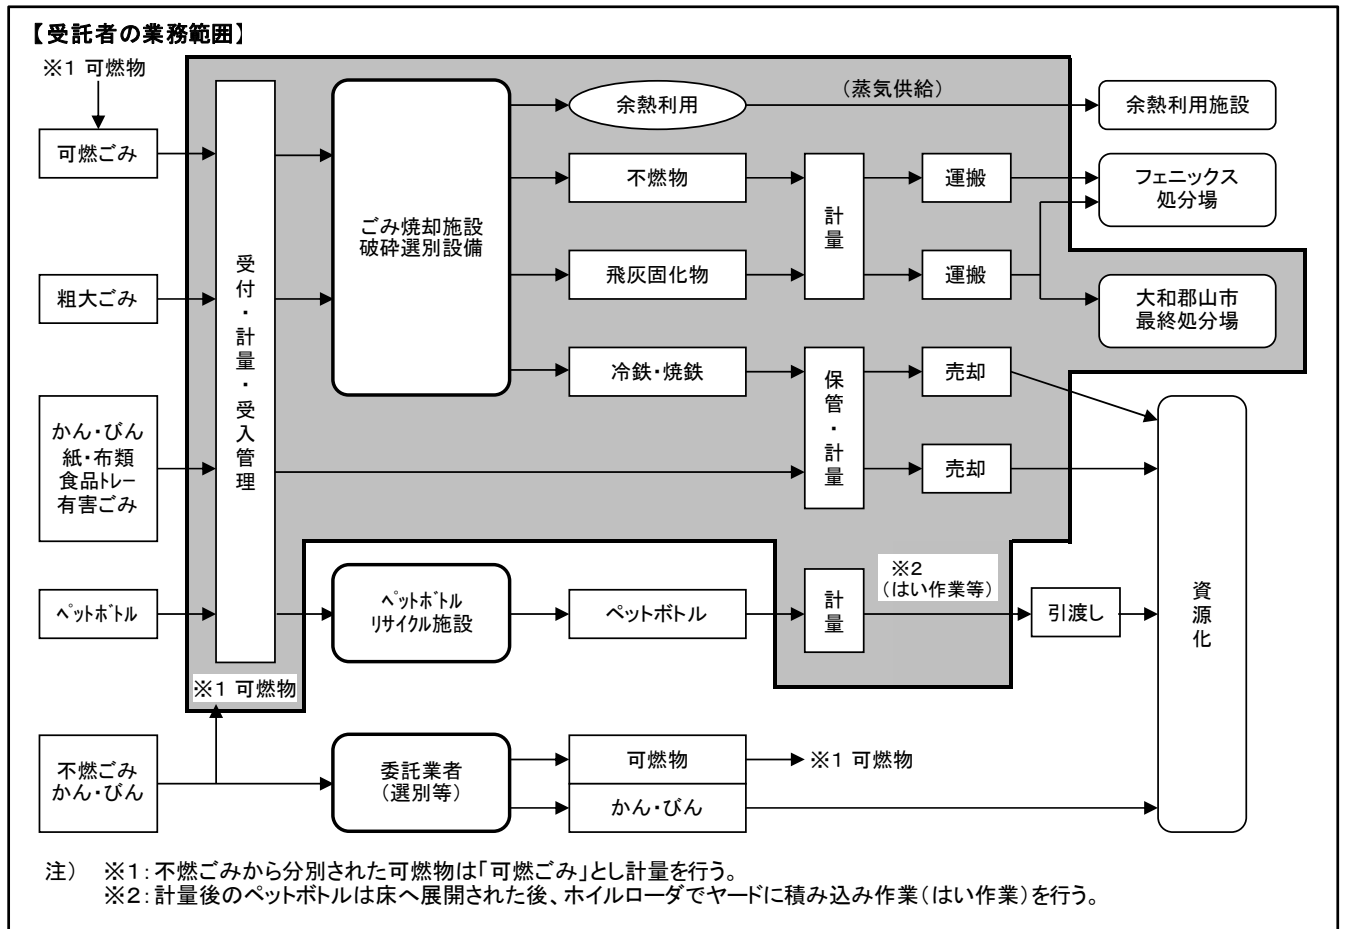 【受託者の業務範囲】
※1 可燃物
可燃ごみ
粗大ごみ
かん・びん
紙・布類
食品トレー
有害ごみ
ペットボトル
不燃ごみ
かん・びん
受付・計量・受入管理
※1 可燃物
ごみ焼却施設
破砕選別設備
ペットボトル
リサイクル施設
委託業者
(選別等)
余熱利用
(蒸気供給)
不燃物
飛灰固化物
冷鉄・焼鉄
ペットボトル
可燃物
かん・びん
※1 可燃物
計量
保管・計量
計量
運搬
運搬
売却
売却
※2
(はい作業等)
引渡し
余熱利用施設
フェニックス
処分場
大和郡山市
最終処分場
資源化
注) ※1:不燃ごみから分別された可燃物は「可燃ごみ」とし計量を行う。
※2:計量後のペットボトルは床へ展開された後、ホイルローダでヤードに積み込み作業(はい作業)を行う。